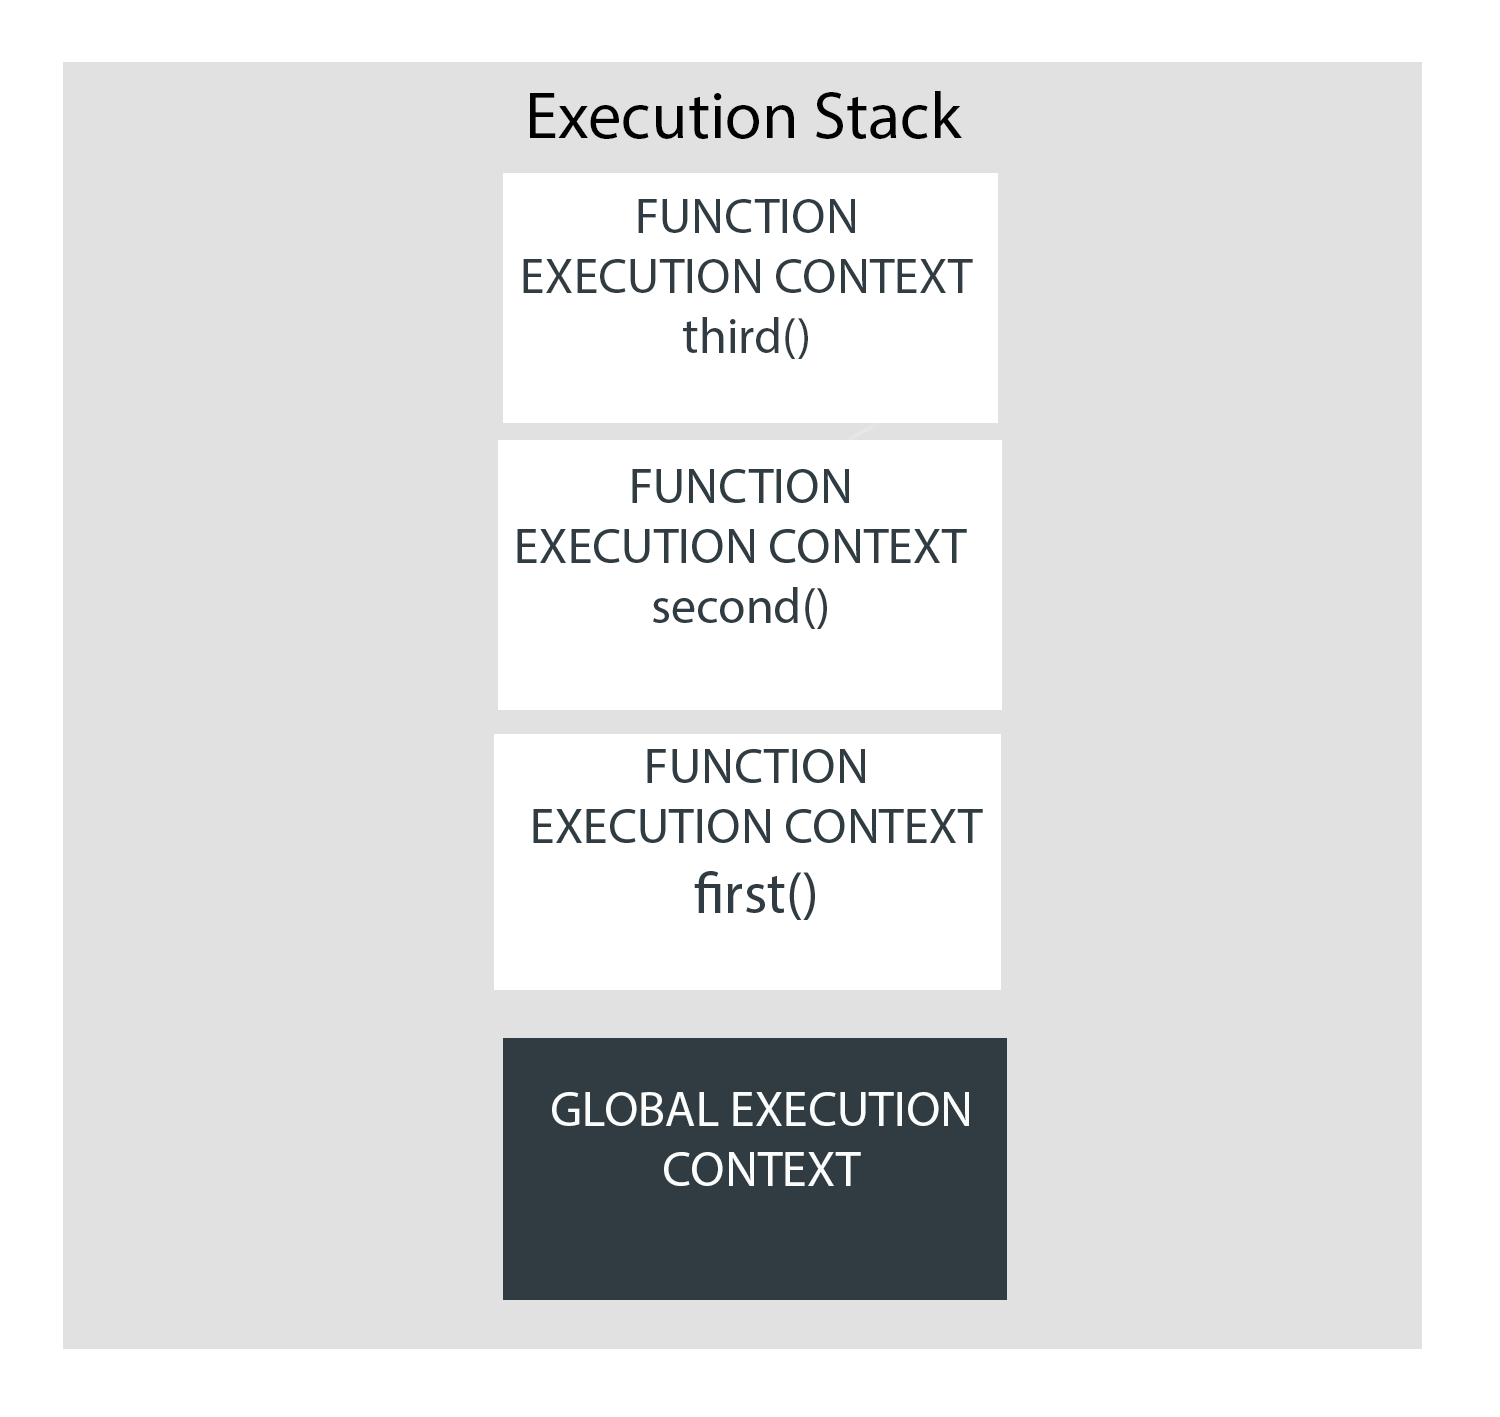 Execution Stack
FUNCTION
EXECUTION CONTEXT
third()
FUNCTION
EXECUTION CONTEXT
second()
FUNCTION
EXECUTION CONTEXT
first()
GLOBAL EXECUTION
CONTEXT